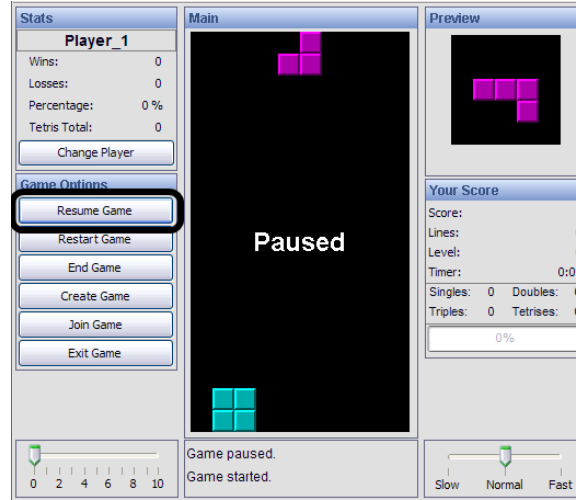 Stats
Player_1
Wins: 0
Losses: 0
Percentage: 0 %
Tetris Total: 0
Change Player
Game Options
Resume Game
Restart Game
End Game
Create Game
Join Game
Exit Game
0 2 4 6 8 10
Main
Paused
Game paused.
Game started.
Preview
Your Score
Score:
Lines:
Level:
Timer: 0:0
Singles: 0 Doubles:
Triples: 0 Tetrises:
0%
Slow Normal Fast